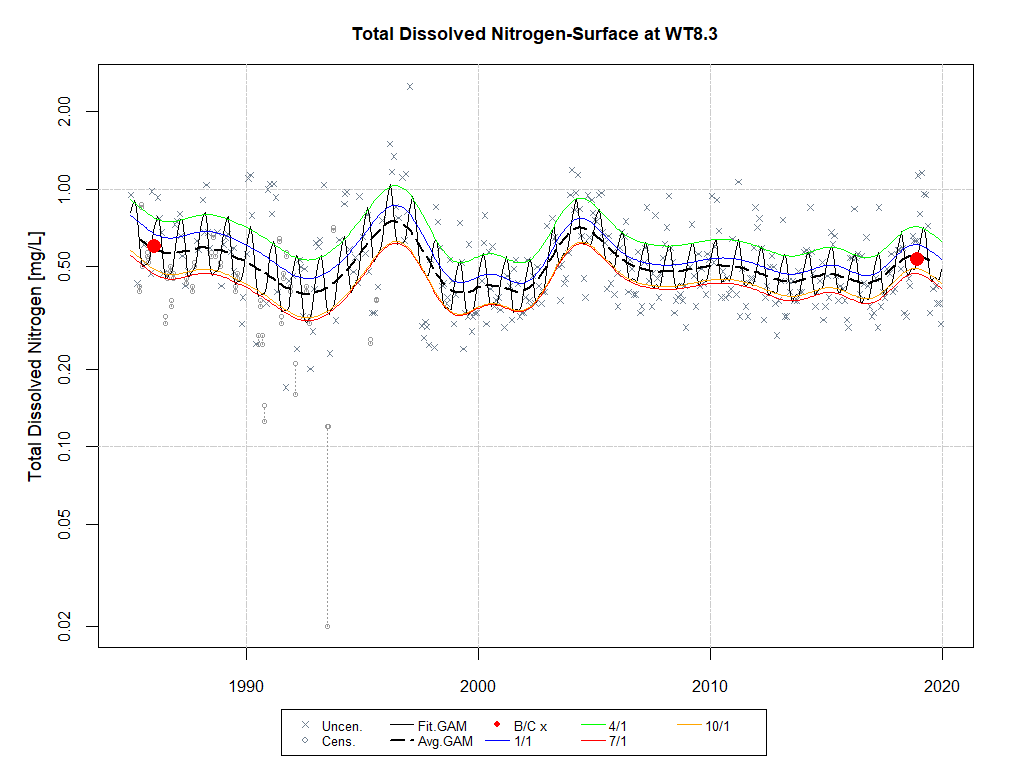 Total Dissolved Nitrogen-Surface at WT8.3
Total Dissolved Nitrogen [mg/L]
2.00
1.00
0.50
0.20
0.10
0.05
0.02
1990 2000 2010 2020
Uncen. Fit.GAM B/C x 4/1 10/1
Cens. Avg.GAM 1/1 7/1